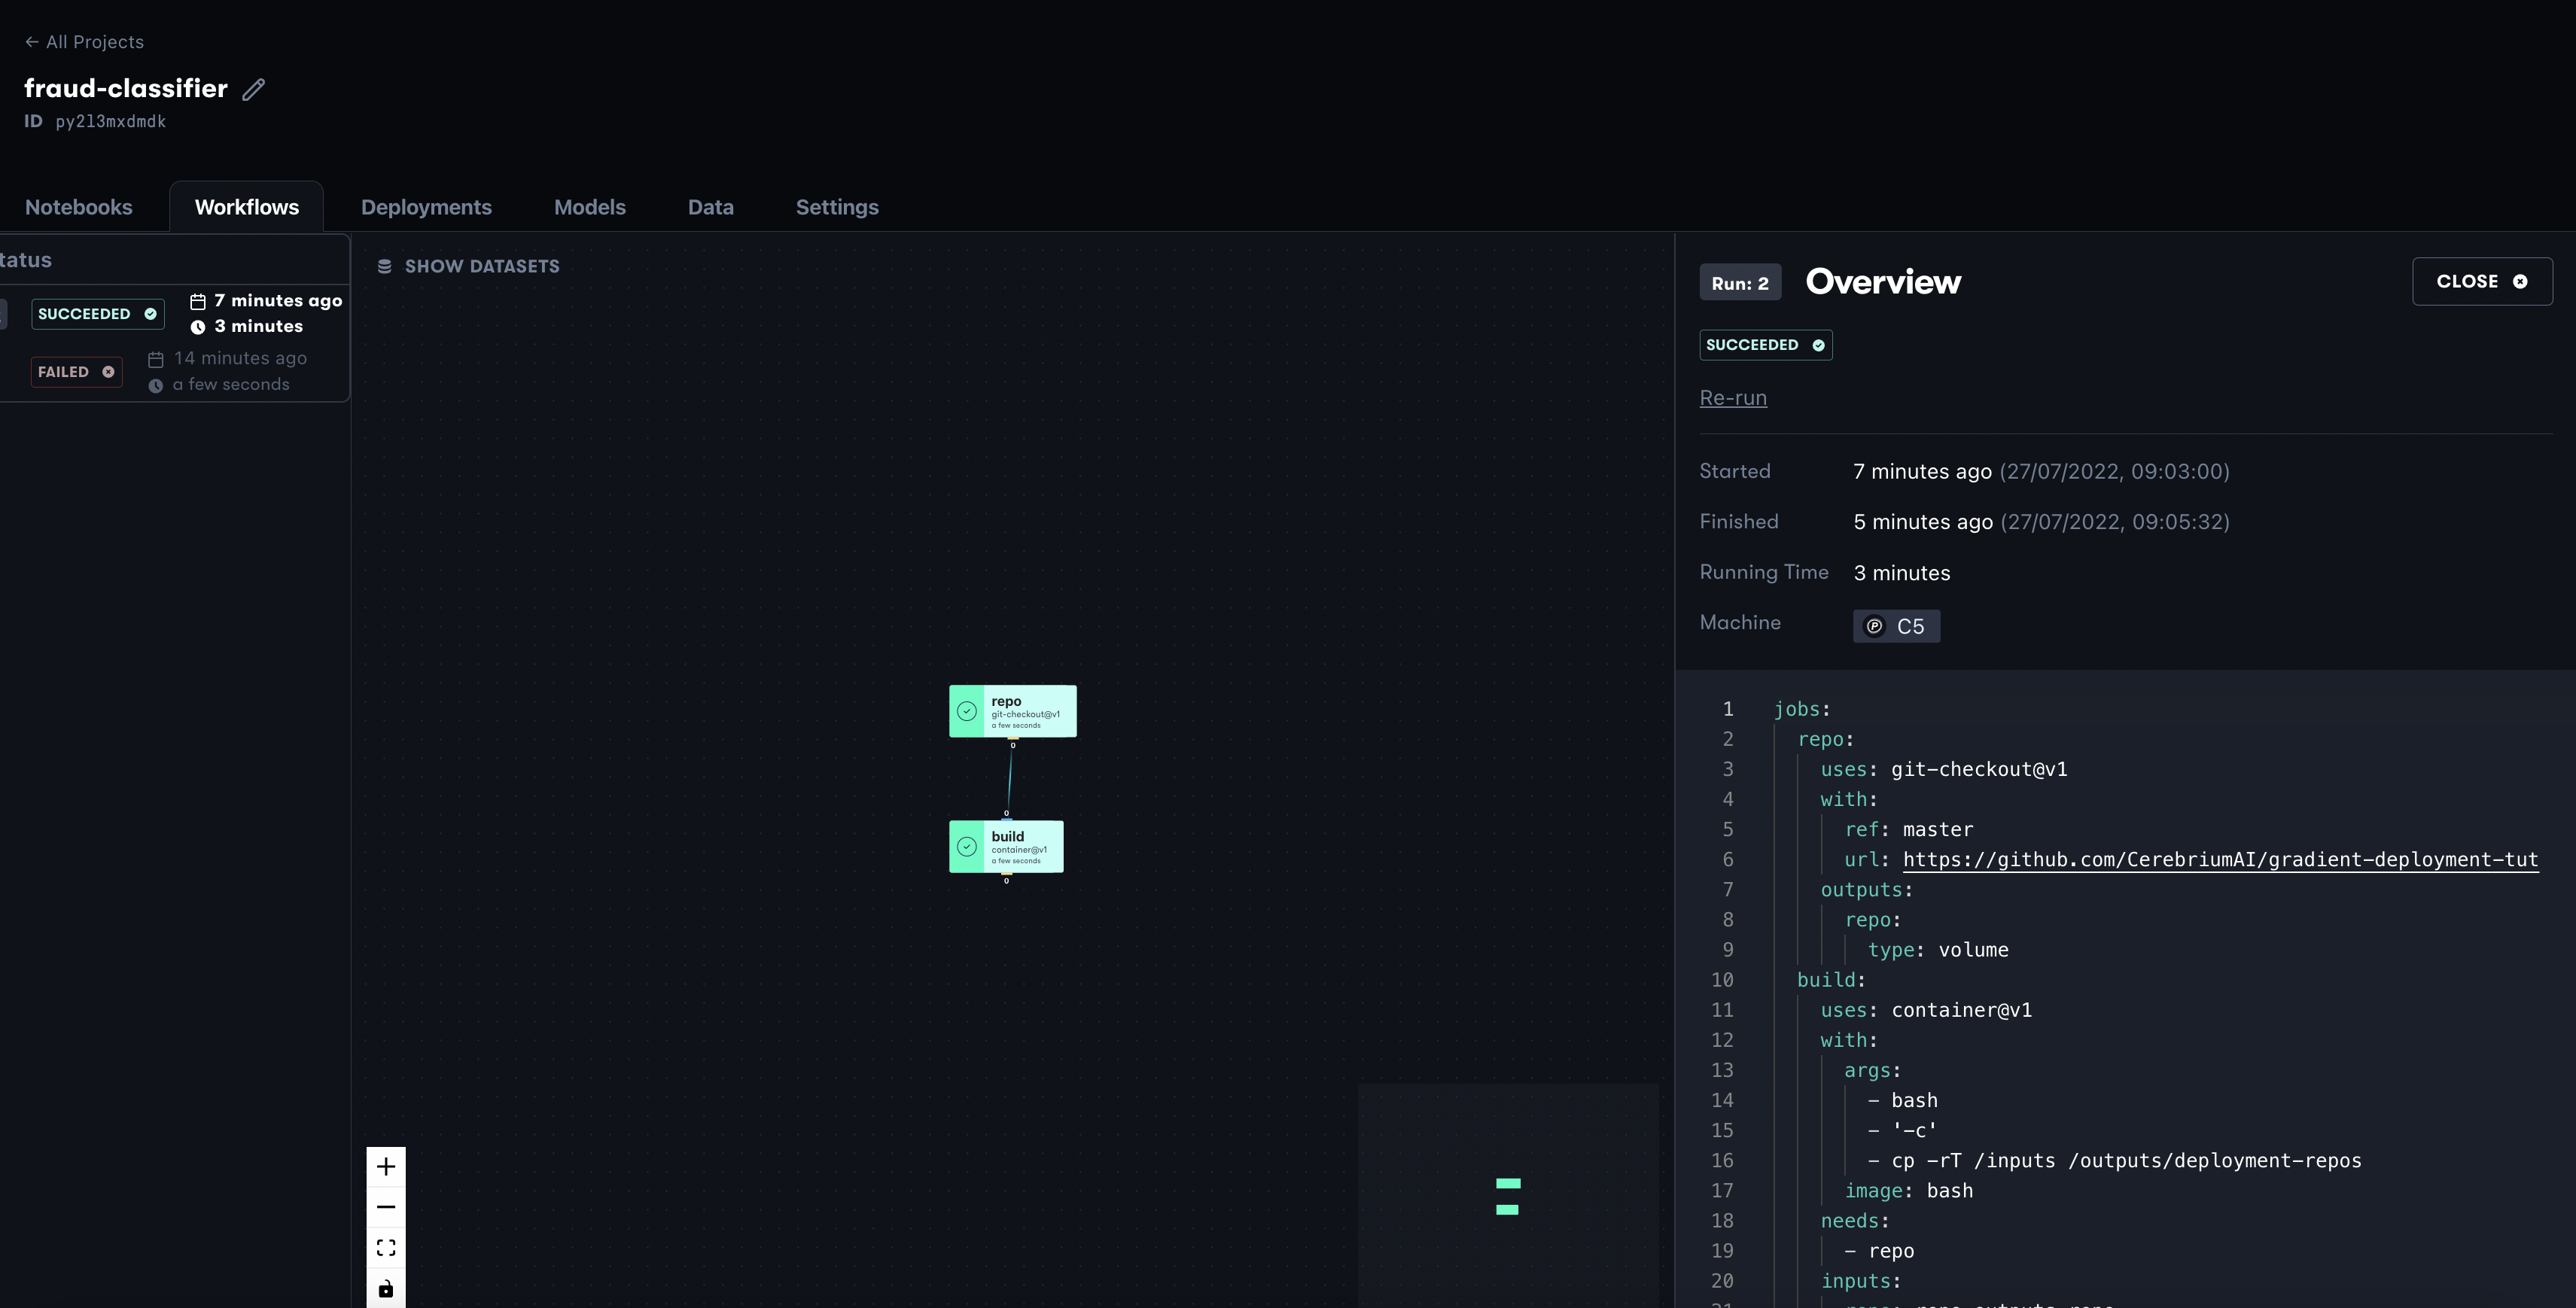 ← All Projects
fraud-classifier
ID py2l3mxdmdk
Notebooks Workflows Deployments Models Data Settings
tatus
SUCCEEDED 7 minutes ago
3 minutes
FAILED 14 minutes ago
a few seconds
SHOW DATASETS
repo
git-checkout@v1
a few seconds
0
0
build
container@v1
a few seconds
0
Run: 2 Overview
CLOSE
SUCCEEDED
Re-run
Started 7 minutes ago (27/07/2022, 09:03:00)
Finished 5 minutes ago (27/07/2022, 09:05:32)
Running Time 3 minutes
Machine C5
1 jobs:
2 repo:
3 uses: git-checkout@v1
4 with:
5 ref: master
6 url: https://github.com/CerebriumAI/gradient-deployment-tut
7 outputs:
8 repo:
9 type: volume
10 build:
11 uses: container@v1
12 with:
13 args:
14 - bash
15 - '-c'
16 - cp -rT /inputs /outputs/deployment-repos
17 image: bash
18 needs:
19 - repo
20 inputs: